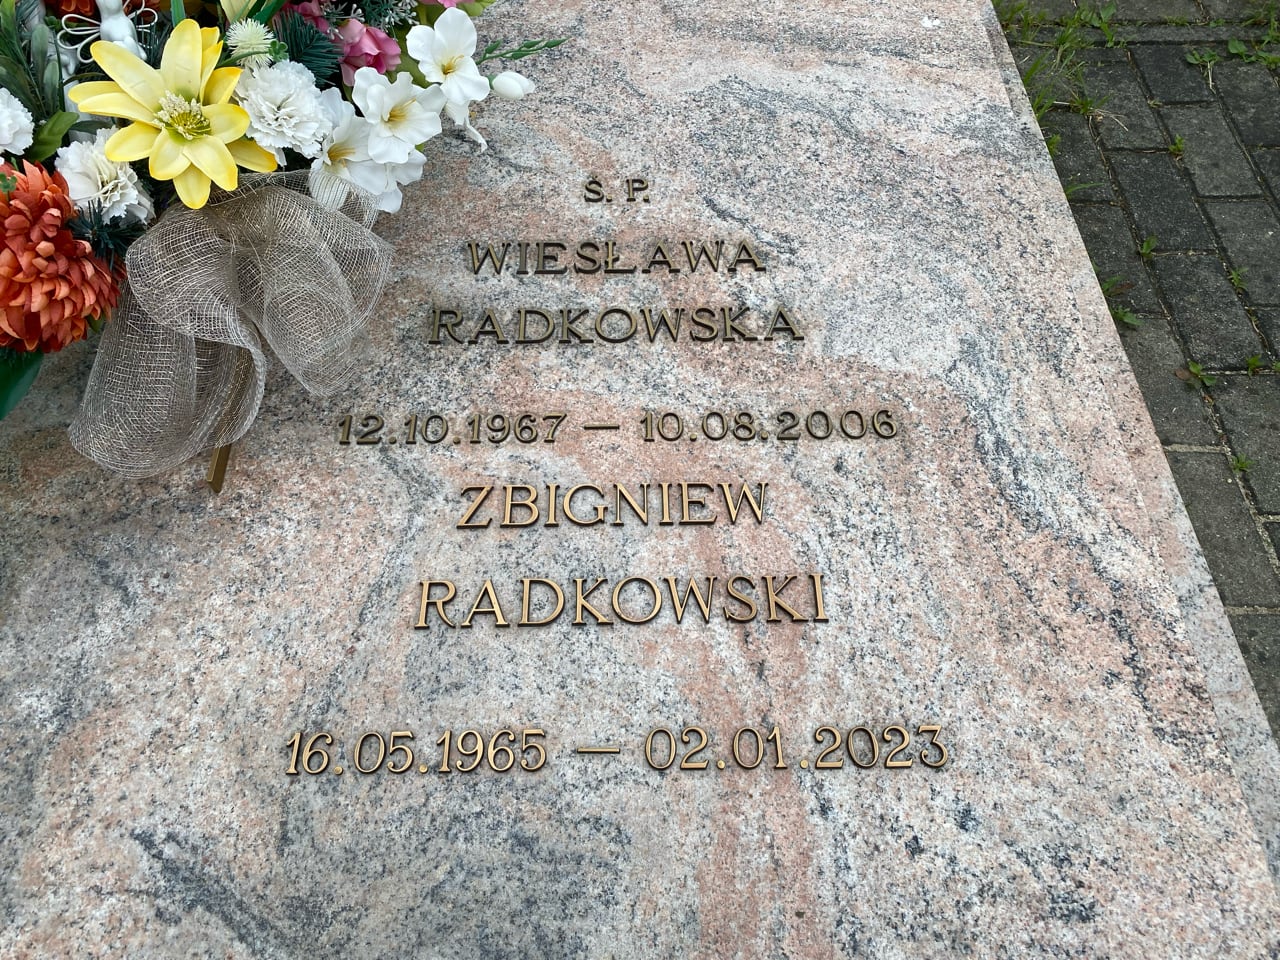 Ś. P.
WIESŁAWA
RADKOWSKA
12.10.1967 – 10.08.2006
ZBIGNIEW
RADKOWSKI
16.05.1965 – 02.01.2023